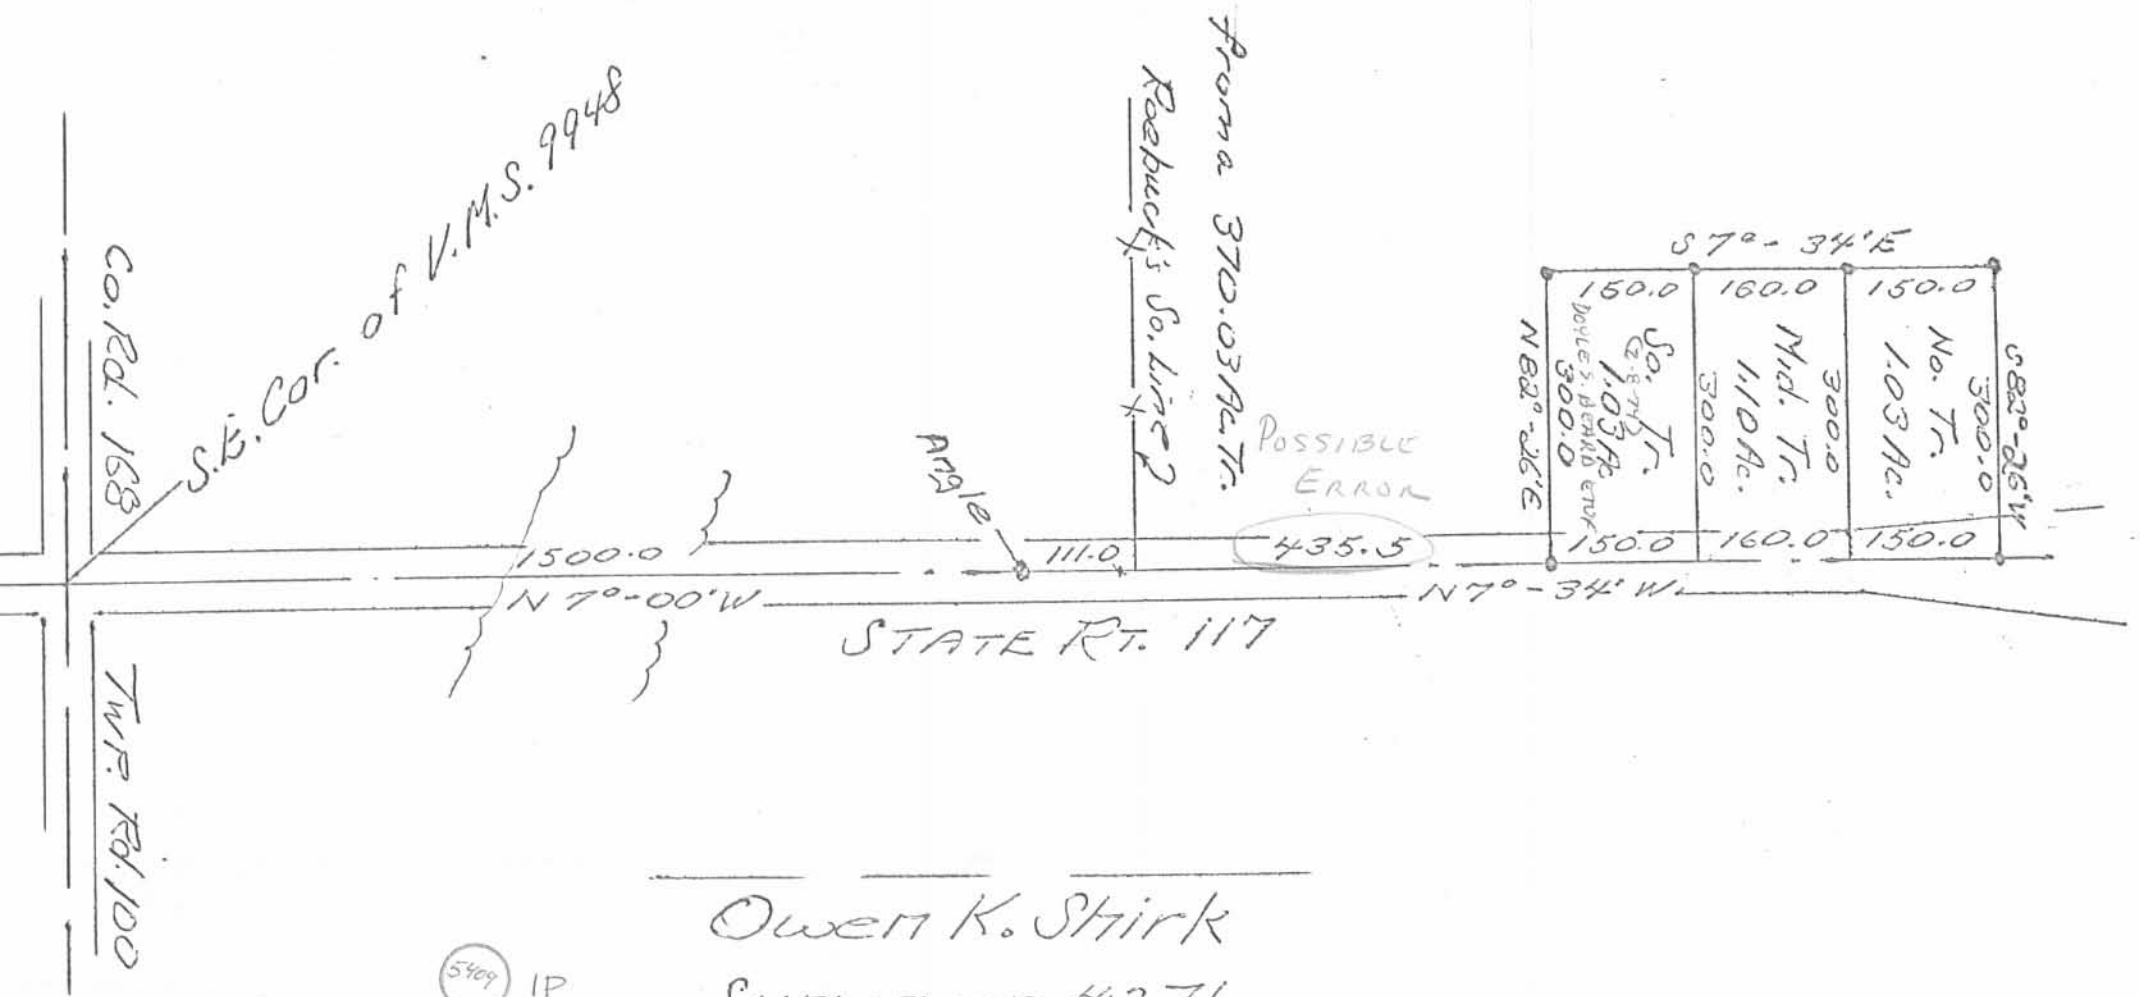 Co. Rd. 168
S.E. Cor. of V.M.S. 9948
Twp. Rd. 100
1500.0
N 7°-00' W
Angle
111.0
Roebuck's So. Line?
From a 370.03 Ac. Tr.
POSSIBLE
ERROR
435.5
N 7°-34' W.
STATE RT. 117
S 7°-34' E
150.0
160.0
150.0
N 82°-26' E
So. Tr.
1.03 Ac
DOYLE S. BEARD ETUX
300.0
Mid. Tr.
1.10 Ac.
300.0
300.0
No. Tr.
1.03 Ac.
300.0
S 82°-26' W
150.0
160.0
150.0
Owen K. Shirk
5409
IP